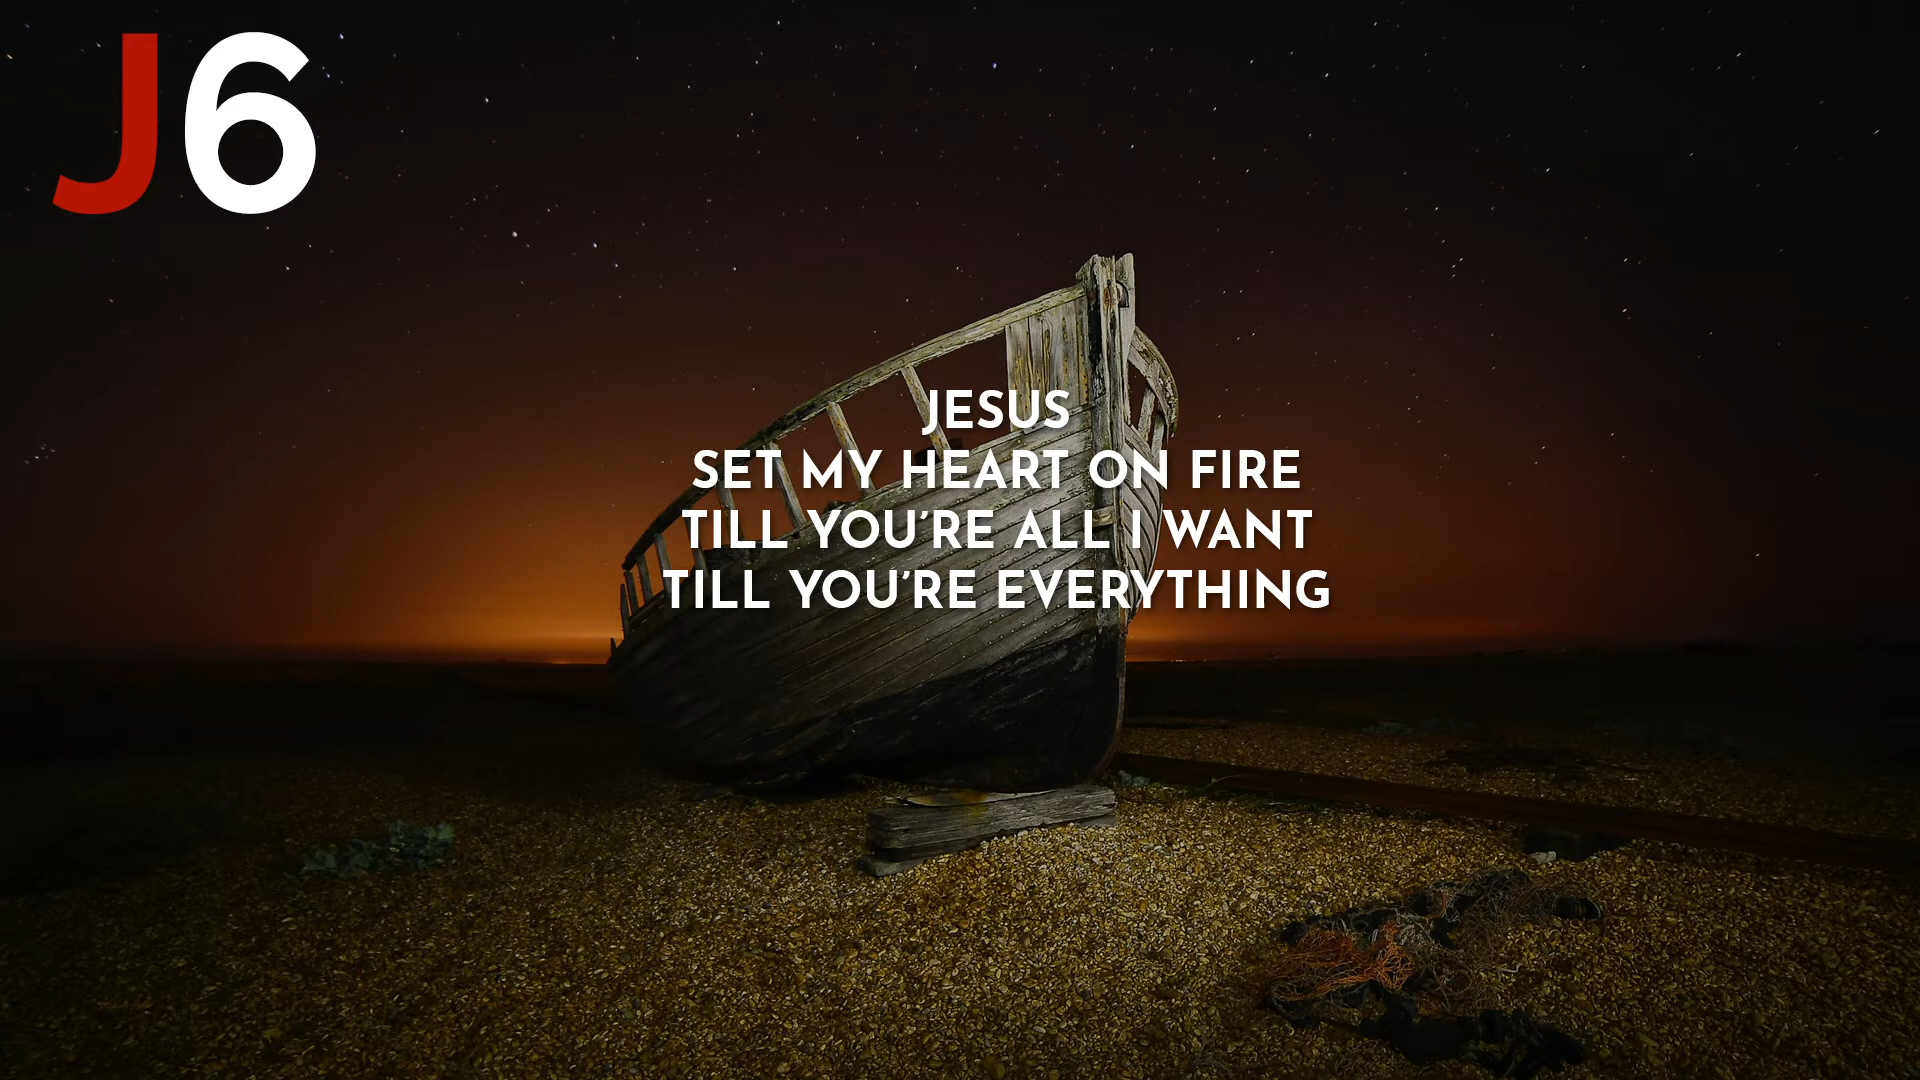 J6
JESUS
SET MY HEART ON FIRE
TILL YOU’RE ALL I WANT
TILL YOU’RE EVERYTHING